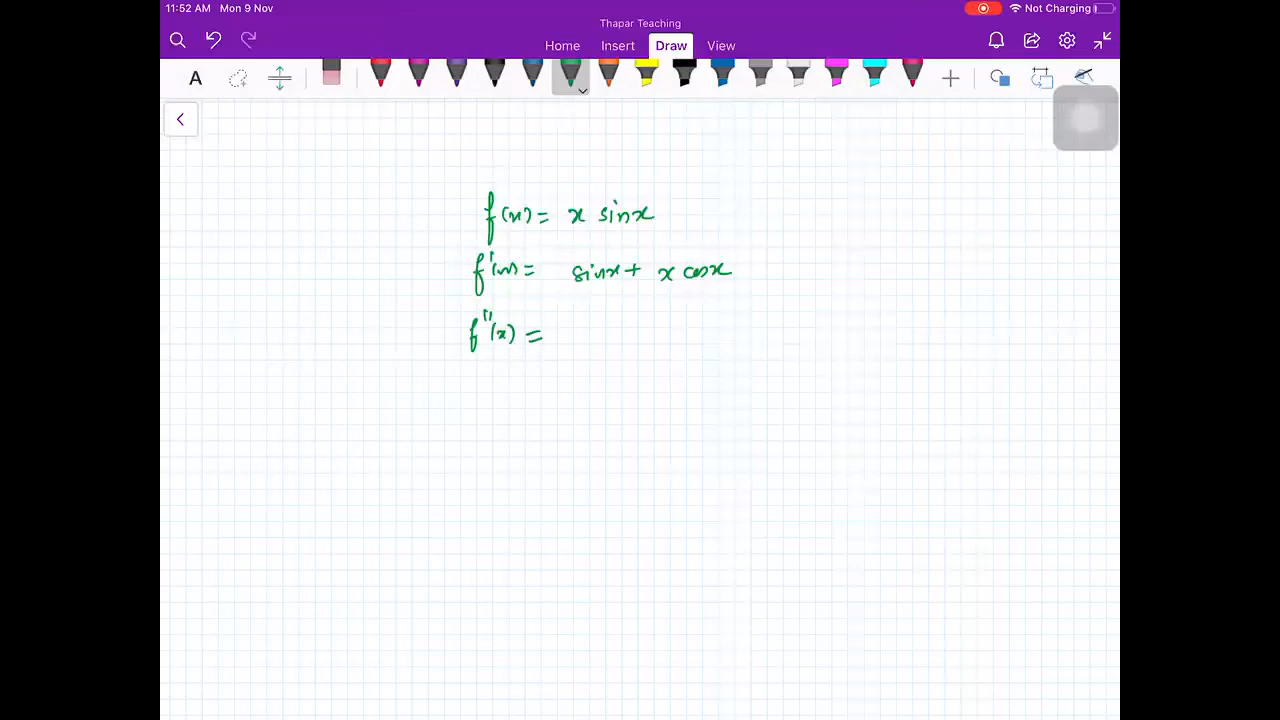 11:52 AM Mon 9 Nov Not Charging
Thapar Teaching
Home Insert Draw View
A
f(x) = x sinx
f'(x) = sinx + x cosx
f''(x) =